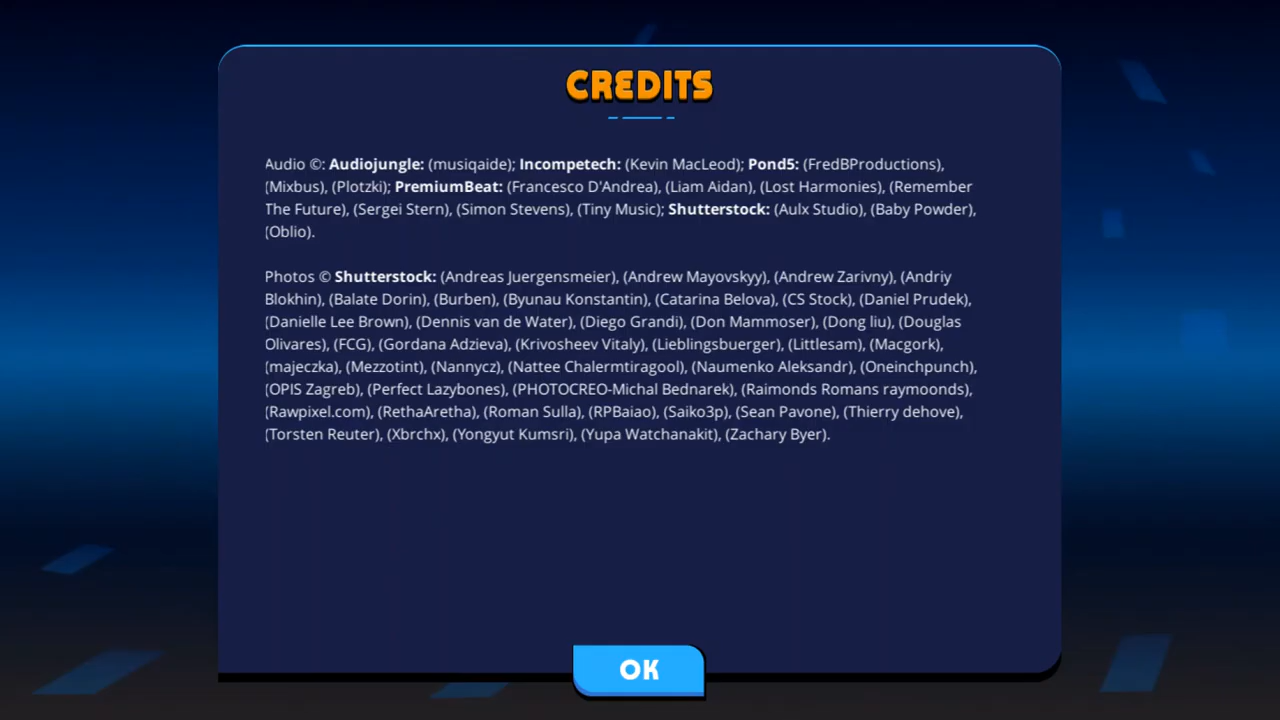 CREDITS
Audio ©: Audiojungle: (musiqaide); Incompetech: (Kevin MacLeod); Pond5: (FredBProductions),
(Mixbus), (Plotzki); PremiumBeat: (Francesco D'Andrea), (Liam Aidan), (Lost Harmonies), (Remember
The Future), (Sergei Stern), (Simon Stevens), (Tiny Music); Shutterstock: (Aulx Studio), (Baby Powder),
(Oblio).
Photos © Shutterstock: (Andreas Juergensmeier), (Andrew Mayovskyy), (Andrew Zarivny), (Andriy
Blokhin), (Balate Dorin), (Burben), (Byunau Konstantin), (Catarina Belova), (CS Stock), (Daniel Prudek),
(Danielle Lee Brown), (Dennis van de Water), (Diego Grandi), (Don Mammoser), (Dong liu), (Douglas
Olivares), (FCG), (Gordana Adzieva), (Krivosheev Vitaly), (Lieblingsbuerger), (Littlesam), (Macgork),
(majeczka), (Mezzotint), (Nannycz), (Nattee Chalermtiragool), (Naumenko Aleksandr), (Oneinchpunch),
(OPIS Zagreb), (Perfect Lazybones), (PHOTOCREO-Michal Bednarek), (Raimonds Romans raymoonds),
(Rawpixel.com), (RethaAretha), (Roman Sulla), (RPBaiao), (Saiko3p), (Sean Pavone), (Thierry dehove),
(Torsten Reuter), (Xbrchx), (Yongyut Kumsri), (Yupa Watchanakit), (Zachary Byer).
OK